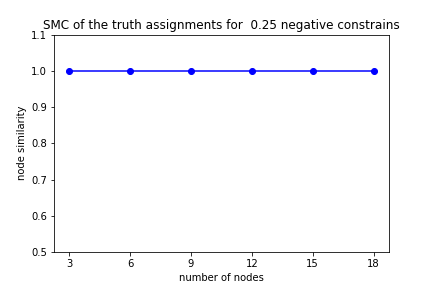 SMC of the truth assignments for  0.25 negative constrains
1.1
1.0
0.9
0.8
0.7
0.6
0.5
node similarity
3 6 9 12 15 18
number of nodes